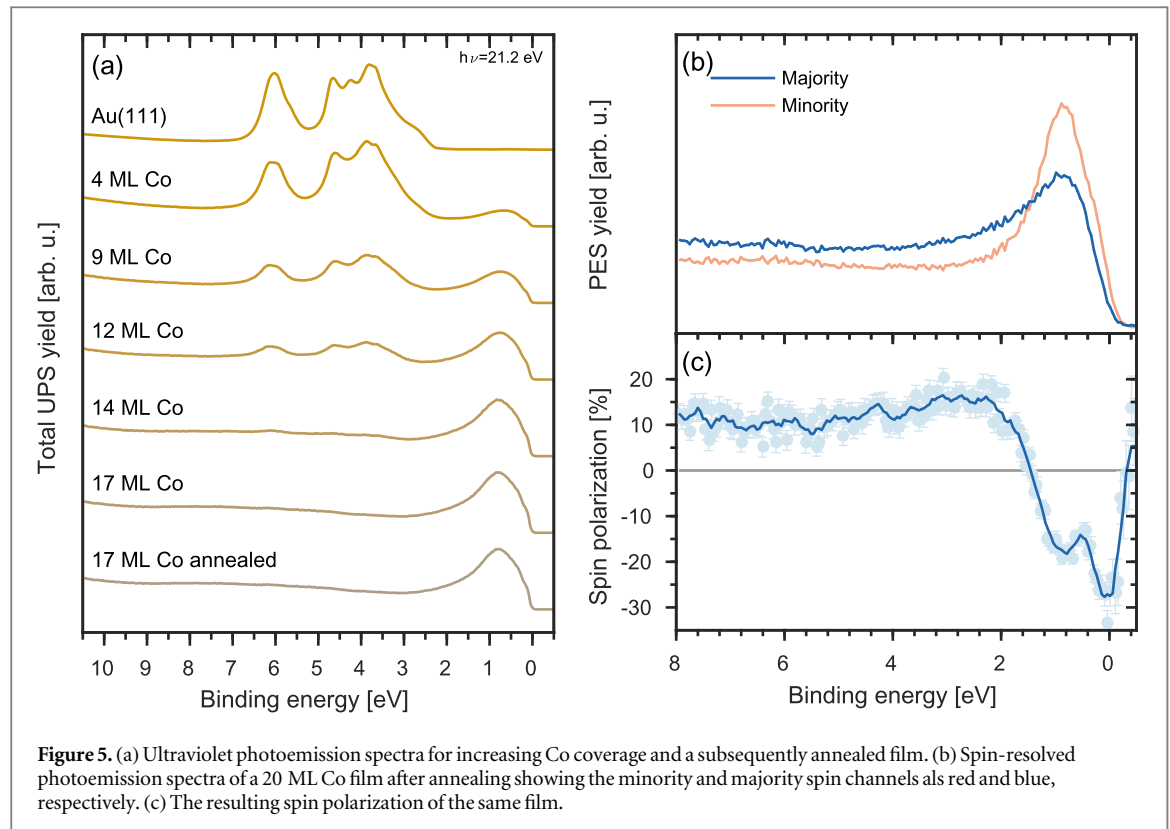 (a)
hν=21.2 eV
Au(111)
4 ML Co
9 ML Co
12 ML Co
14 ML Co
17 ML Co
17 ML Co annealed
Total UPS yield [arb. u.]
10 9 8 7 6 5 4 3 2 1 0
Binding energy [eV]
(b)
Majority
Minority
PES yield [arb. u.]
(c)
20
10
0
-10
-20
-30
Spin polarization [%]
8 6 4 2 0
Binding energy [eV]
Figure 5. (a) Ultraviolet photoemission spectra for increasing Co coverage and a subsequently annealed film. (b) Spin-resolved
photoemission spectra of a 20 ML Co film after annealing showing the minority and majority spin channels als red and blue,
respectively. (c) The resulting spin polarization of the same film.